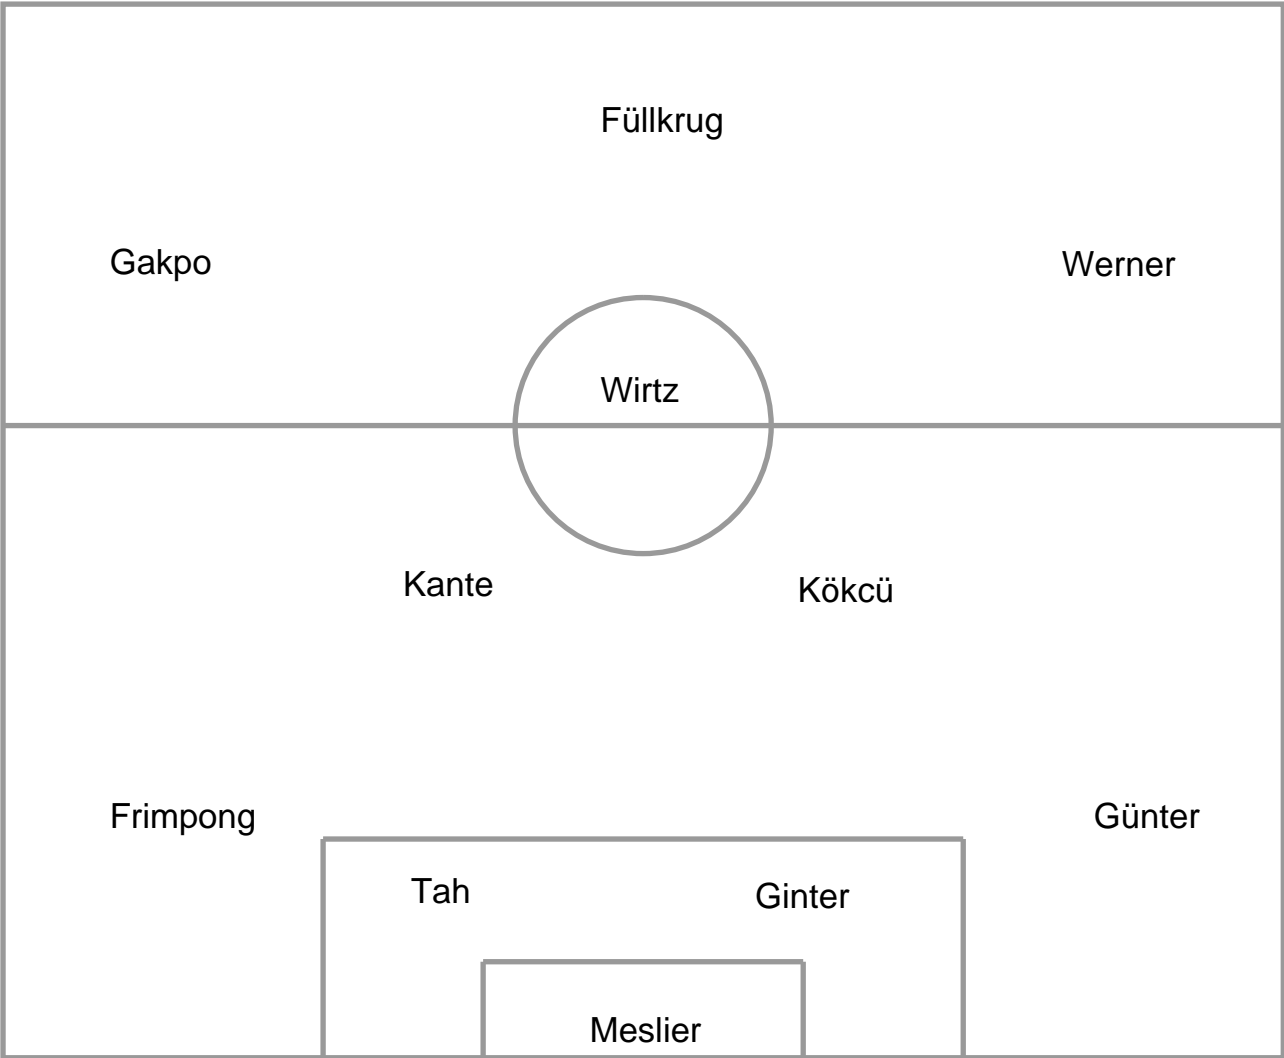 Füllkrug
Gakpo
Werner
Wirtz
Kante
Kökcü
Frimpong
Günter
Tah
Ginter
Meslier